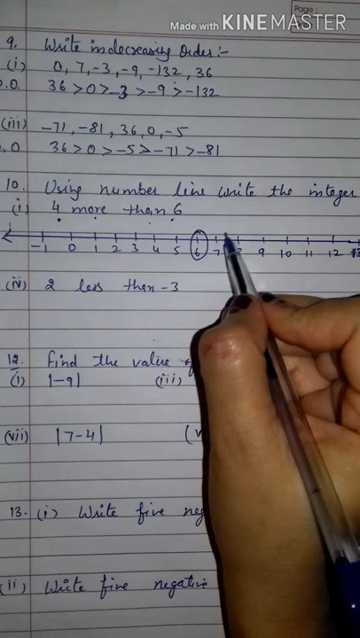 Made with KINEMASTER
Page:
9. Write in decreasing Order:-
(i) 0, 7, -3, -9, -132, 36
36 > 0 > -3 > -9 > -132
(iii) -71, -81, 36, 0, -5
36 > 0 > -5 > -71 > -81
10. Using number line write the integer
(i) 4 more than 6
-1 0 1 2 3 4 5 6 7 8 9 10 11 12 13
(iv) 2 less than -3
12. Find the value
(i) |-9| (iii)
(vii) |7-4|
13. (i) Write five neg
(ii) Write five negative